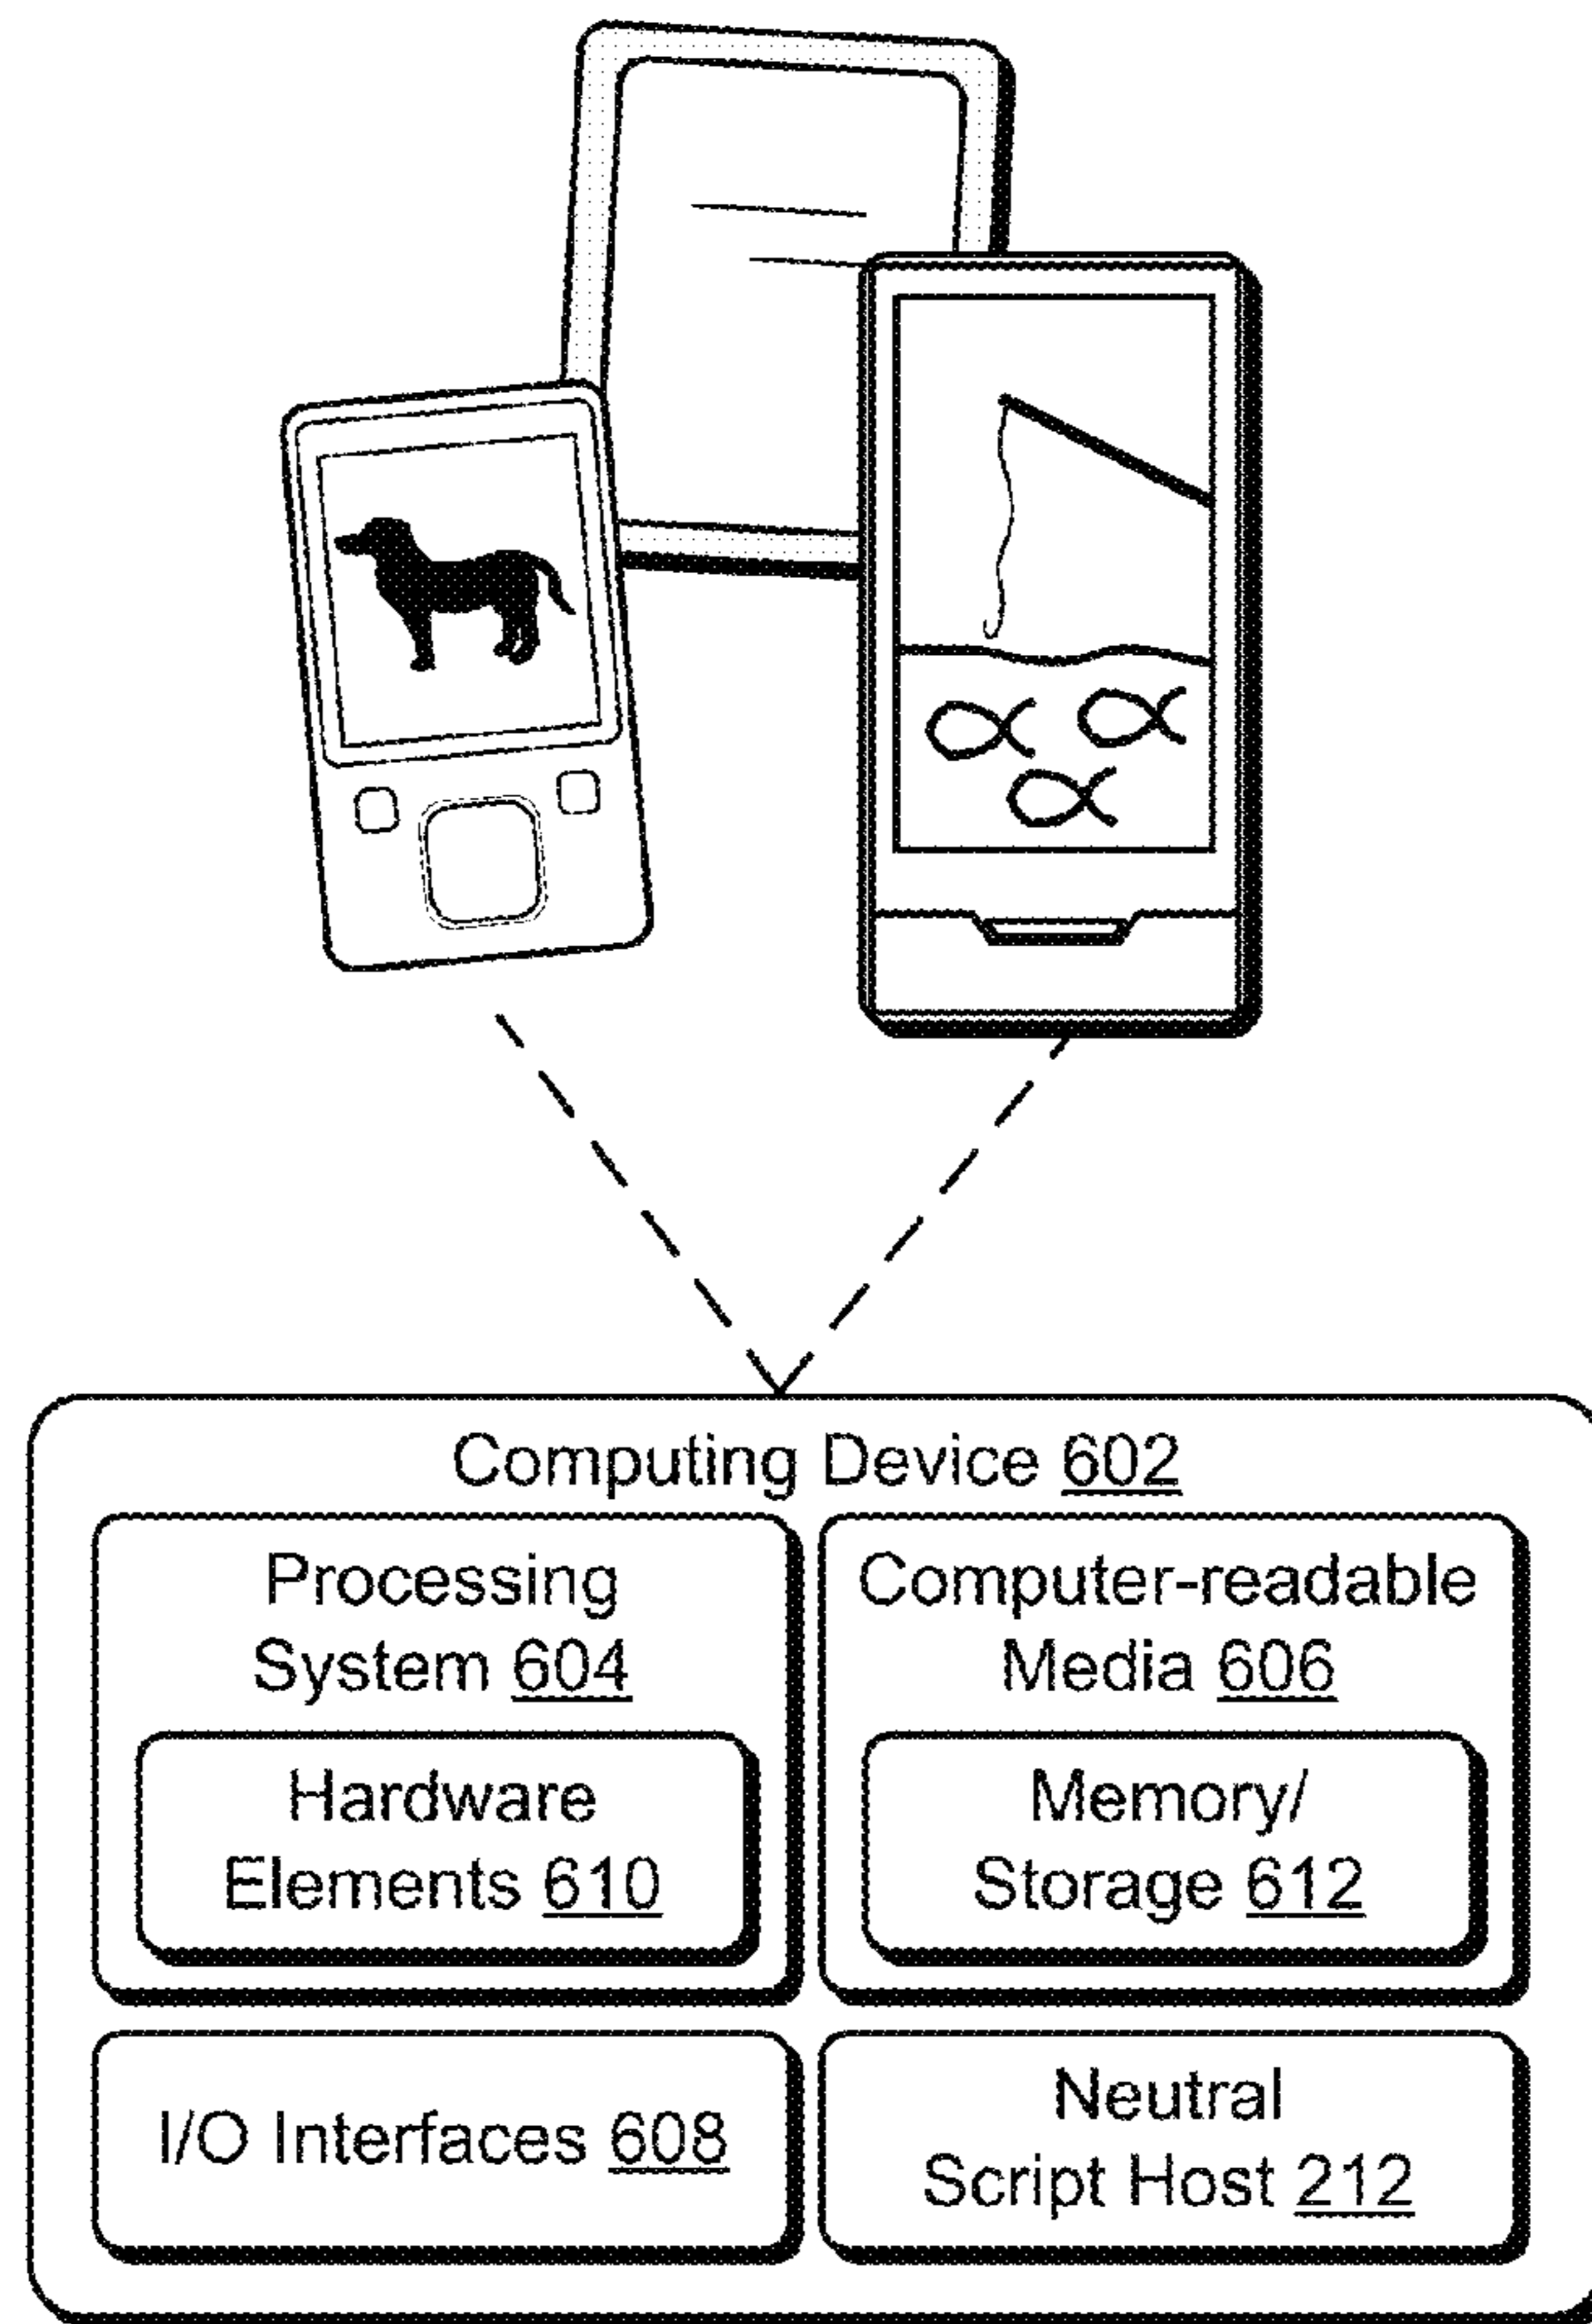 Computing Device 602
Processing
System 604
Hardware
Elements 610
Computer-readable
Media 606
Memory/
Storage 612
I/O Interfaces 608
Neutral
Script Host 212